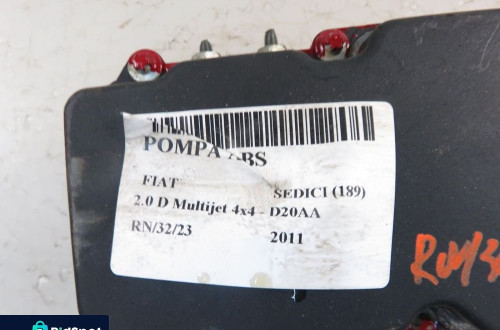 POMPA ABS
FIAT SEDICI (189)
2.0 D Multijet 4x4 - D20AA
RN/32/23 2011